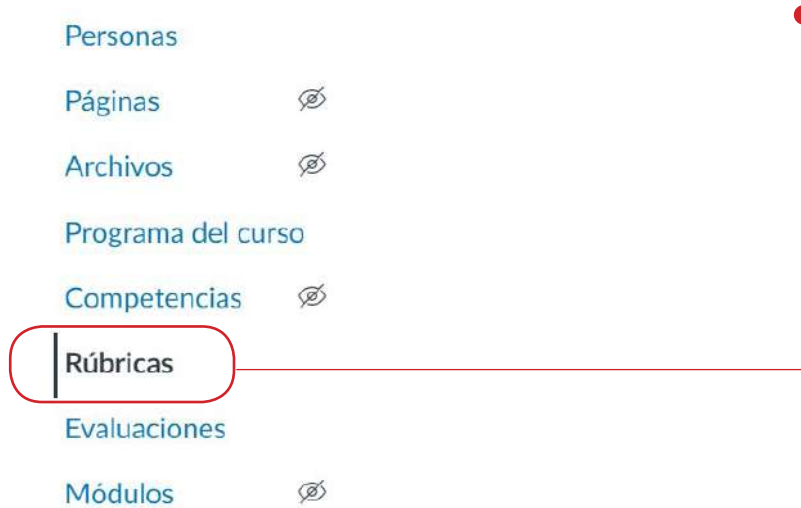 Personas
Páginas
Archivos
Programa del curso
Competencias
Rúbricas
Evaluaciones
Módulos